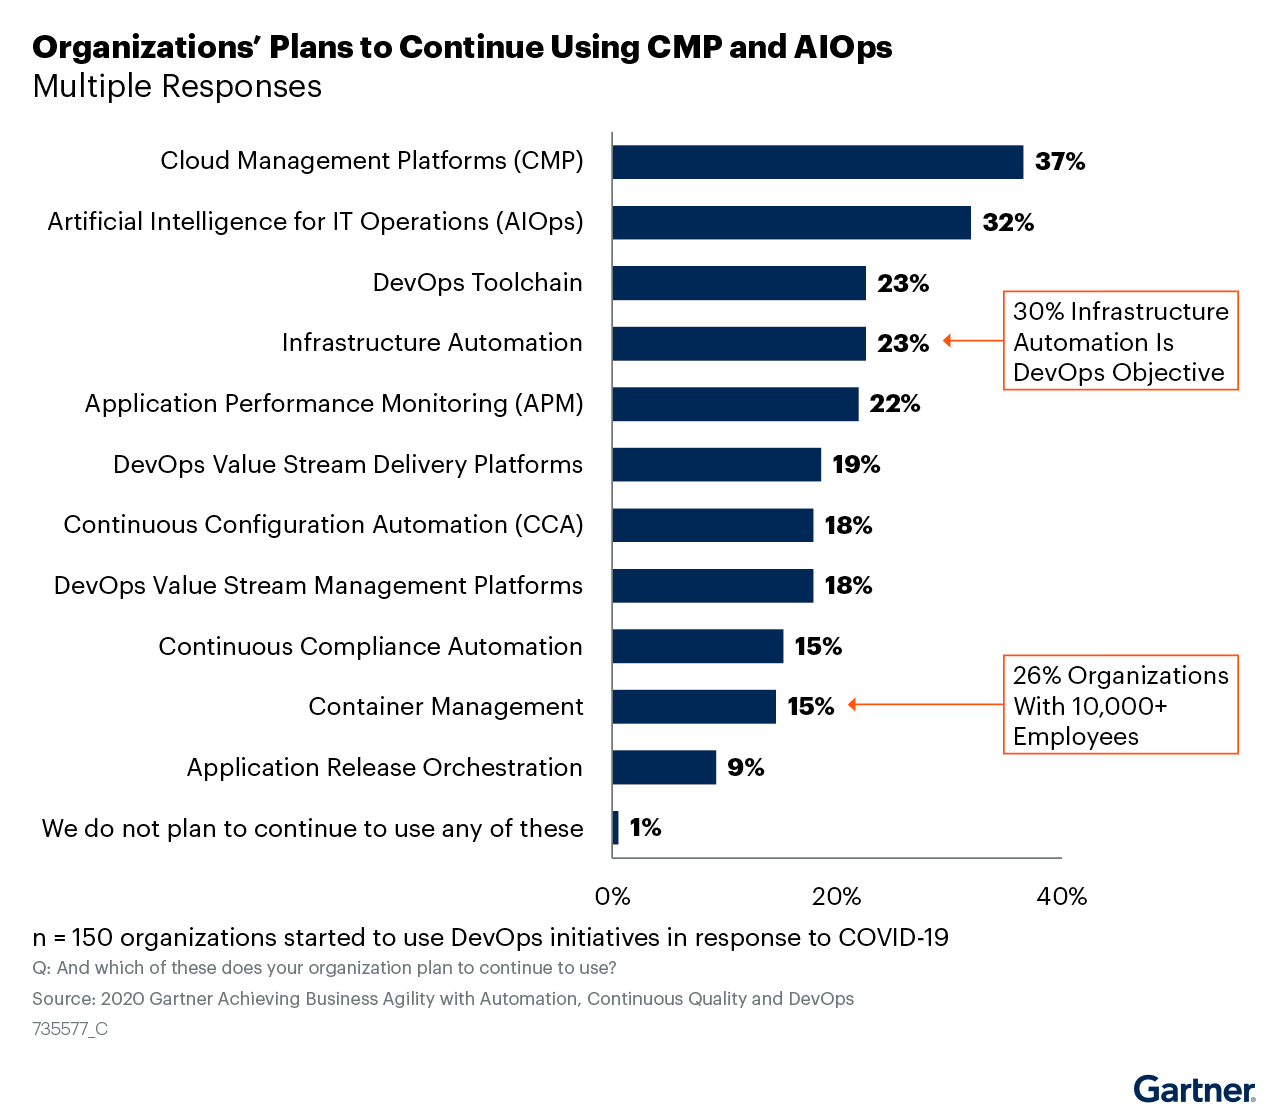 Organizations’ Plans to Continue Using CMP and AIOps
Multiple Responses
Cloud Management Platforms (CMP) 37%
Artificial Intelligence for IT Operations (AIOps) 32%
DevOps Toolchain 23%
Infrastructure Automation 23%
30% Infrastructure
Automation Is
DevOps Objective
Application Performance Monitoring (APM) 22%
DevOps Value Stream Delivery Platforms 19%
Continuous Configuration Automation (CCA) 18%
DevOps Value Stream Management Platforms 18%
Continuous Compliance Automation 15%
Container Management 15%
26% Organizations
With 10,000+
Employees
Application Release Orchestration 9%
We do not plan to continue to use any of these 1%
0% 20% 40%
n = 150 organizations started to use DevOps initiatives in response to COVID-19
Q: And which of these does your organization plan to continue to use?
Source: 2020 Gartner Achieving Business Agility with Automation, Continuous Quality and DevOps
735577_C
Gartner®